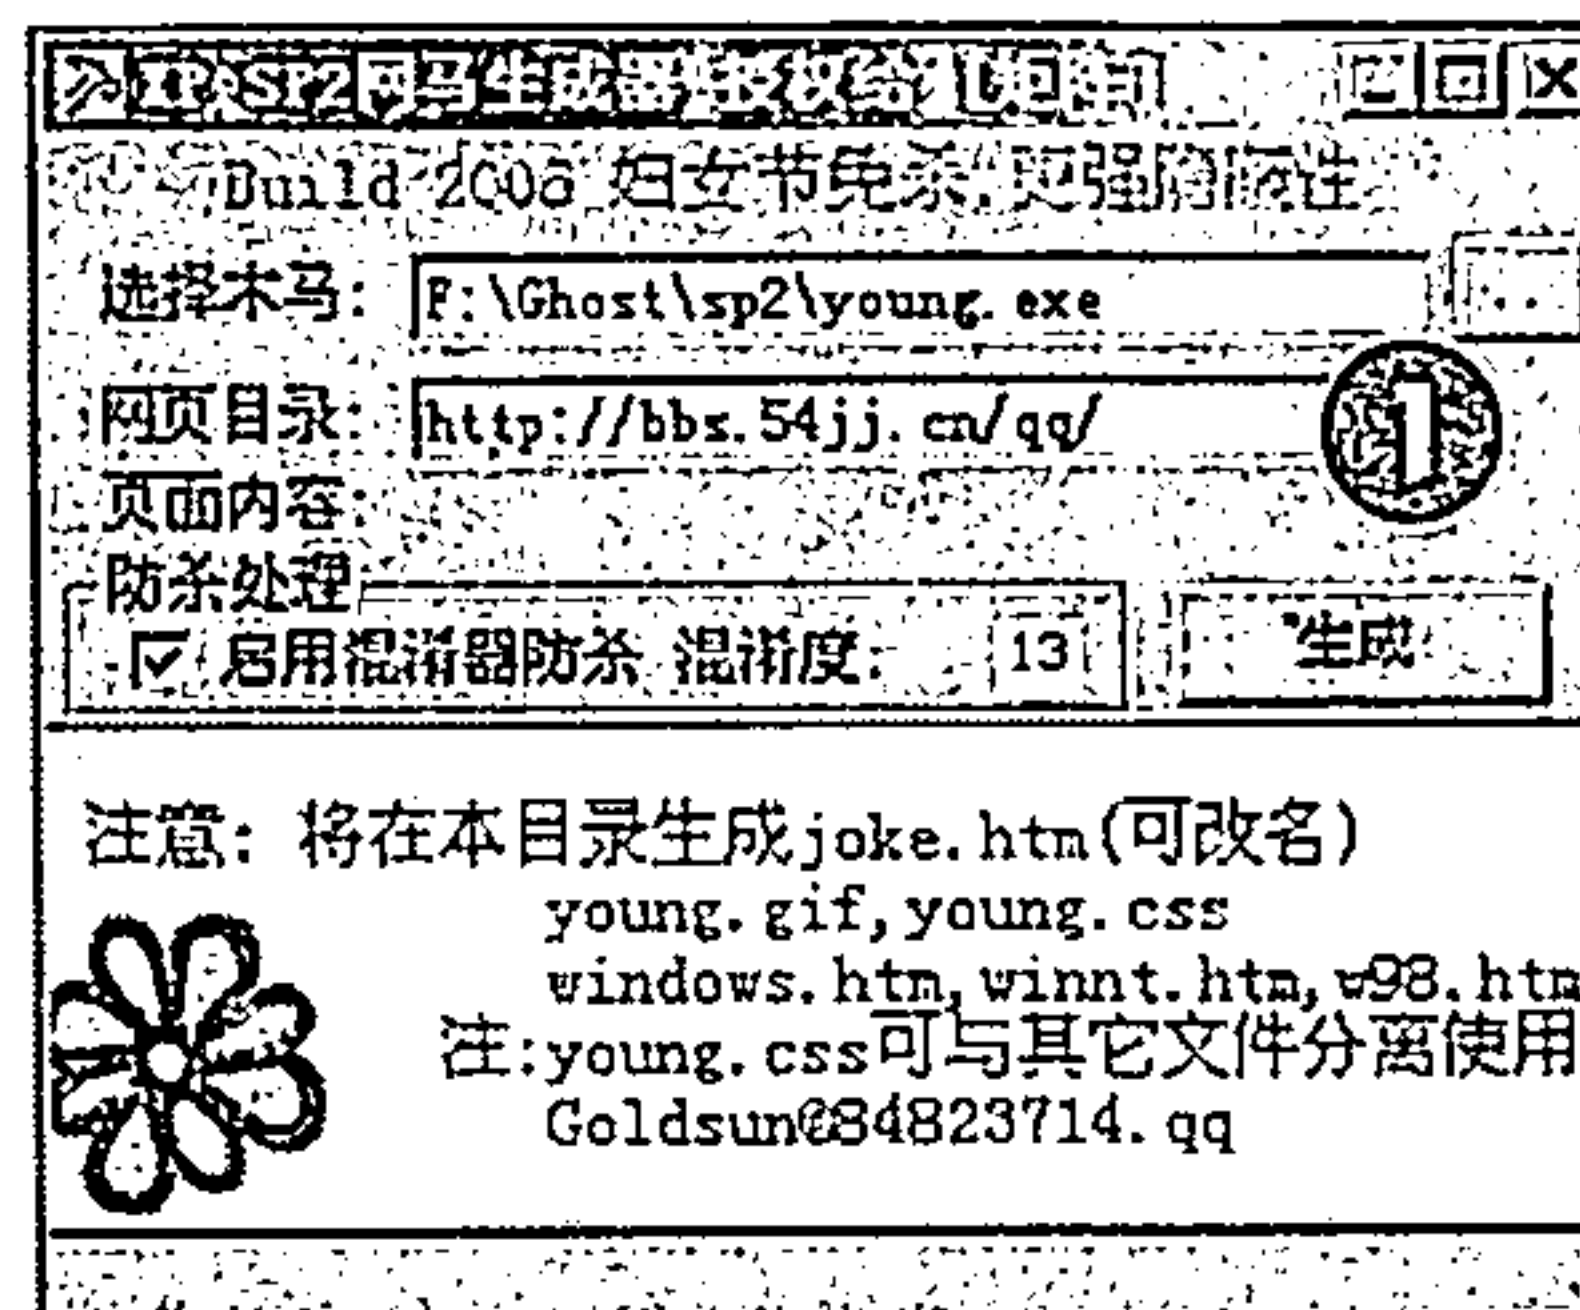 XP&SP2网马生成器
Build 2006 妇女节免杀,更强隐蔽性
选择木马: F:\Ghost\sp2\young.exe ..
网页目录: http://bbs.54jj.cn/qq/
1
页面内容:
防杀处理
启用混淆器防杀 混淆度: 13 生成
注意: 将在本目录生成joke.htm(可改名)
young.gif,young.css
windows.htm,winnt.htm,w98.htm
注:young.css可与其它文件分离使用
Goldsun@84823714.qq